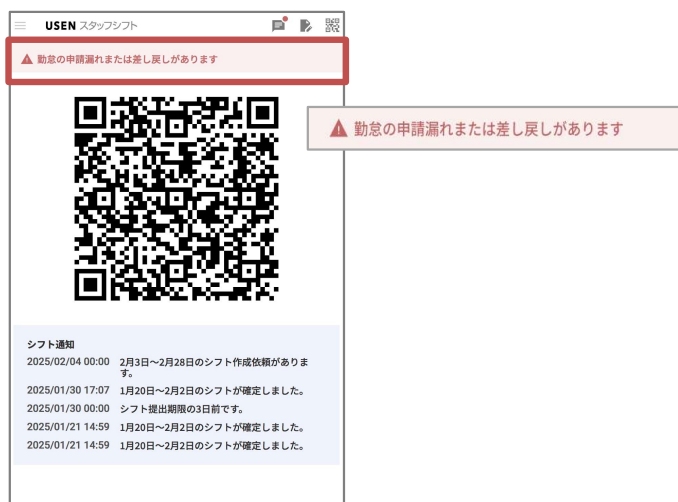 USEN スタッフシフト
勤怠の申請漏れまたは差し戻しがあります
勤怠の申請漏れまたは差し戻しがあります
シフト通知
2025/02/04 00:00 2月3日～2月28日のシフト作成依頼がありま
す。
2025/01/30 17:07 1月20日～2月2日のシフトが確定しました。
2025/01/30 00:00 シフト提出期限の3日前です。
2025/01/21 14:59 1月20日～2月2日のシフトが確定しました。
2025/01/21 14:59 1月20日～2月2日のシフトが確定しました。